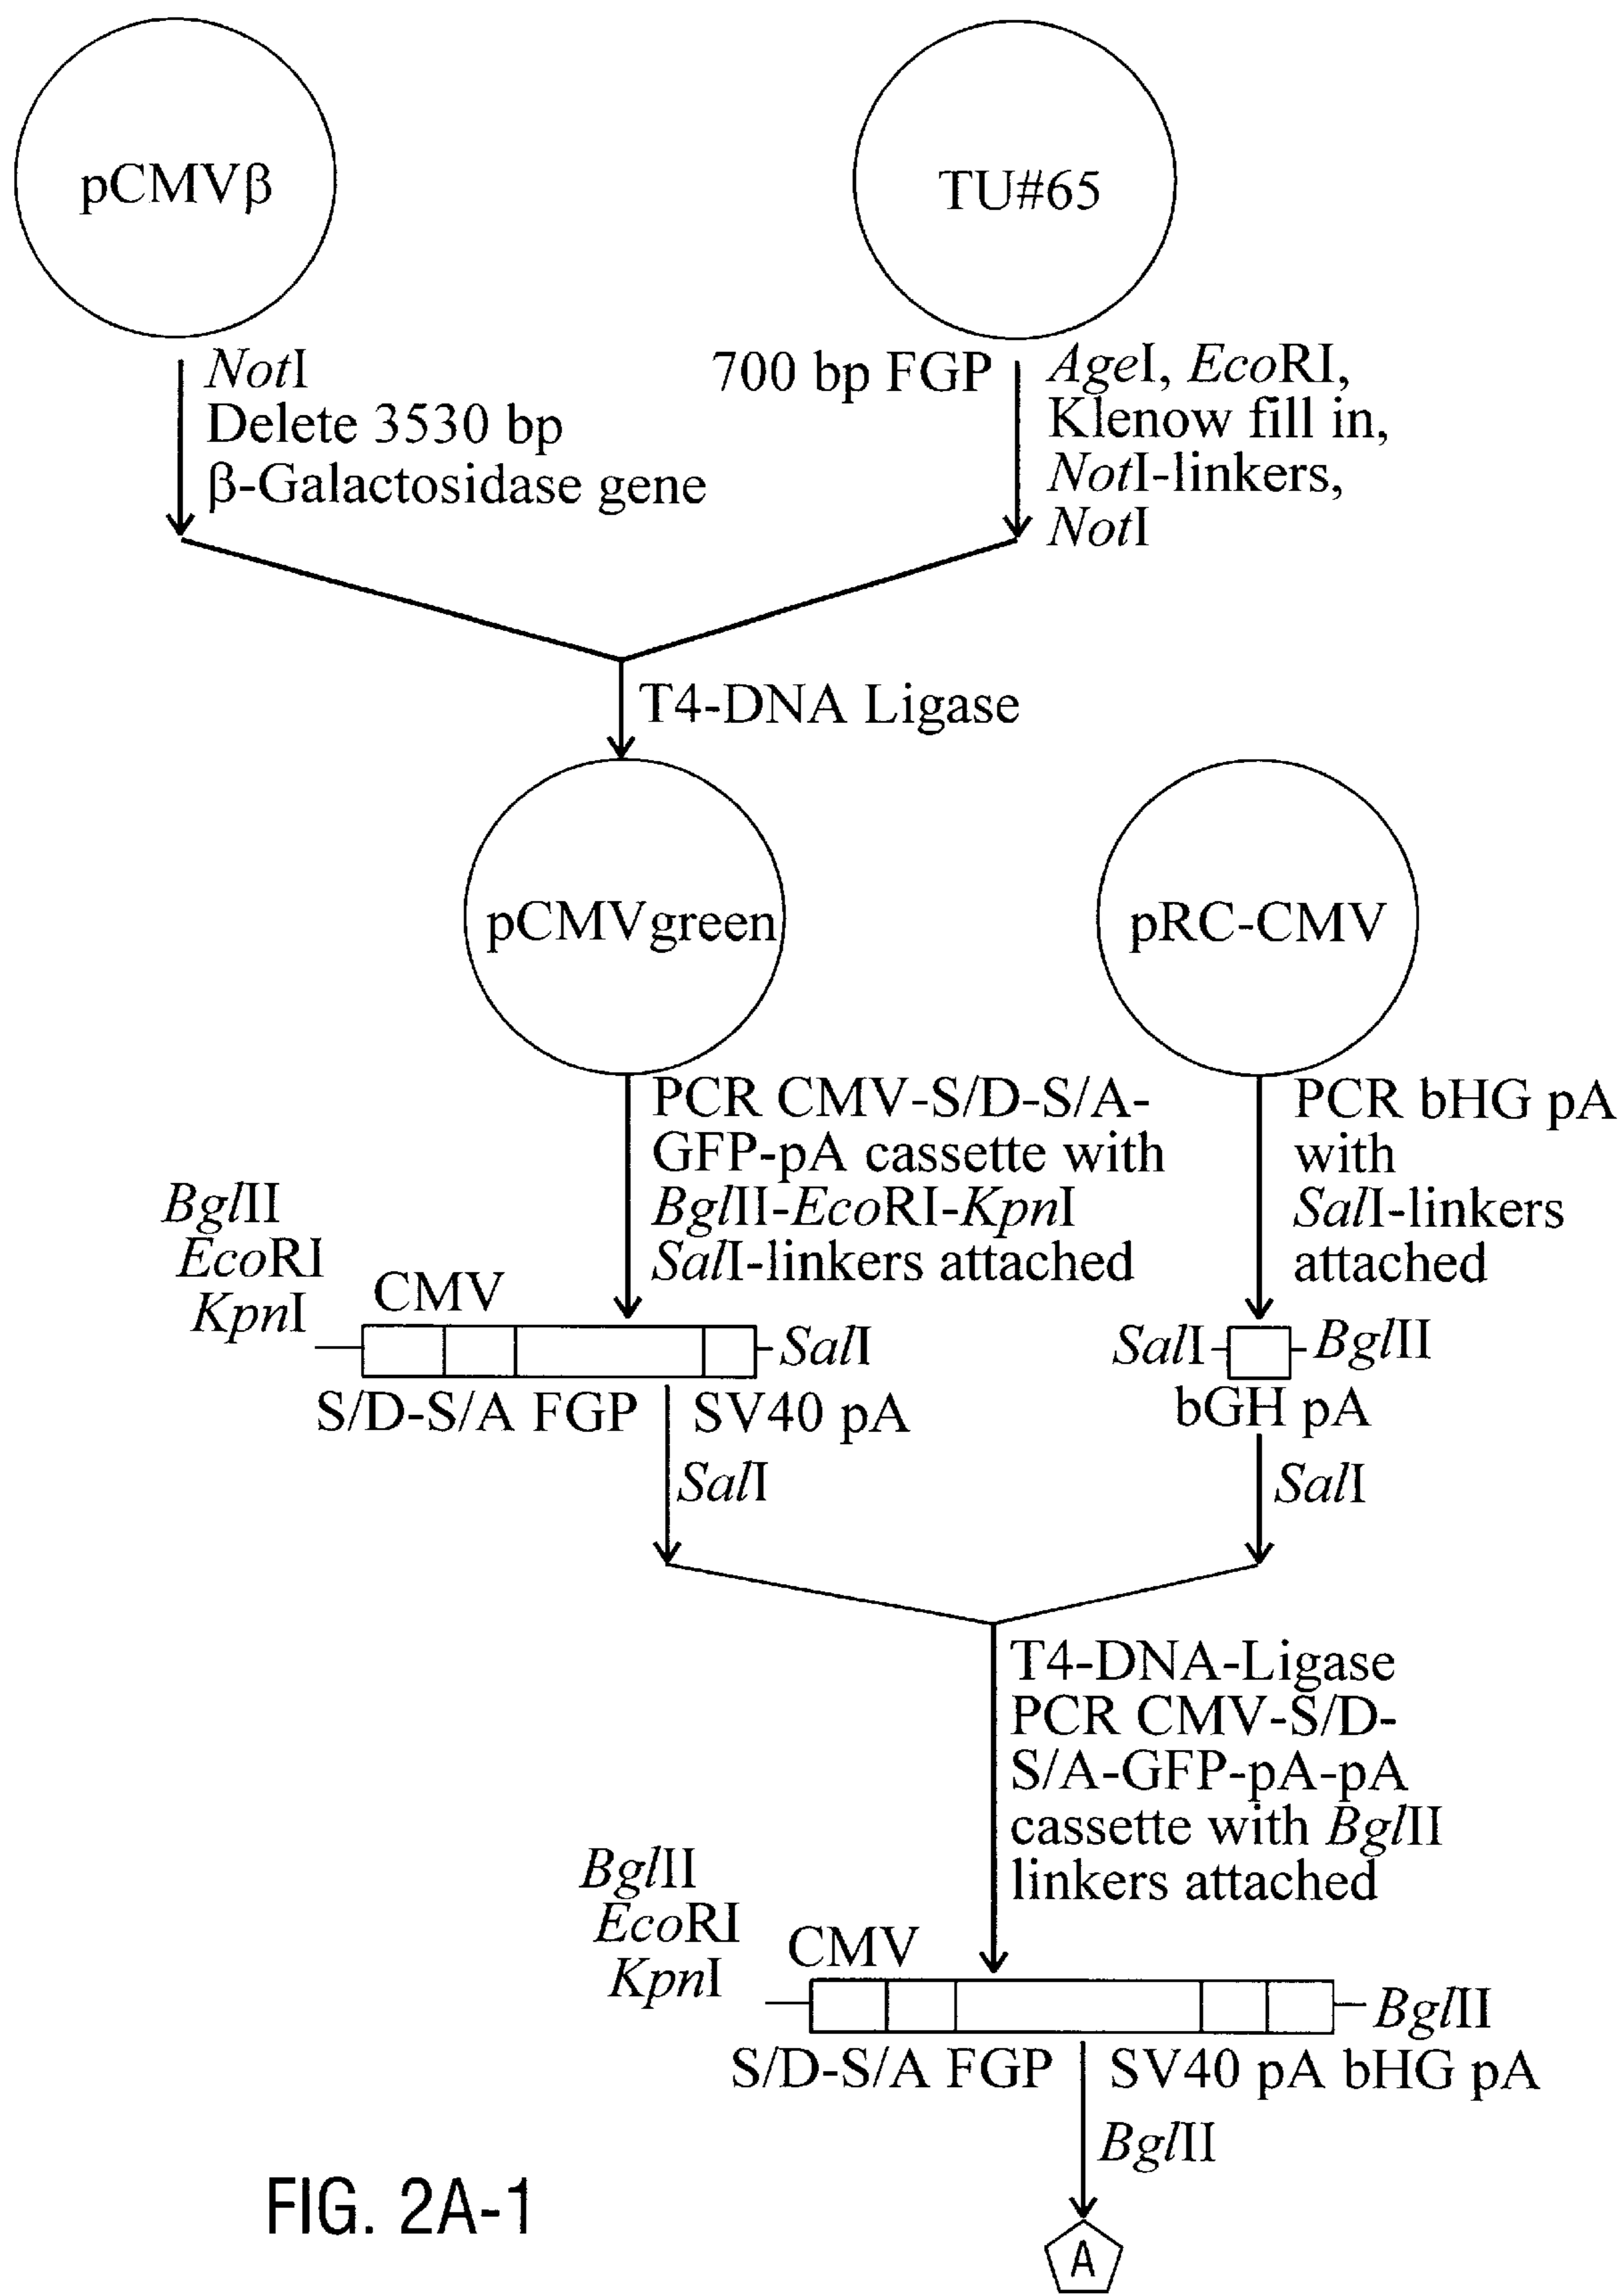 pCMVβ
TU#65
NotI
Delete 3530 bp
β-Galactosidase gene
700 bp FGP
AgeI, EcoRI,
Klenow fill in,
NotI-linkers,
NotI
T4-DNA Ligase
pCMVgreen
pRC-CMV
PCR CMV-S/D-S/A-
GFP-pA cassette with
BglII-EcoRI-KpnI
SalI-linkers attached
PCR bHG pA
with
SalI-linkers
attached
BglII
EcoRI
KpnI
CMV
SalI
S/D-S/A FGP
SV40 pA
SalI
BglII
bGH pA
SalI
SalI
T4-DNA-Ligase
PCR CMV-S/D-
S/A-GFP-pA-pA
cassette with BglII
linkers attached
BglII
EcoRI
KpnI
CMV
BglII
S/D-S/A FGP
SV40 pA bHG pA
BglII
A
FIG. 2A-1